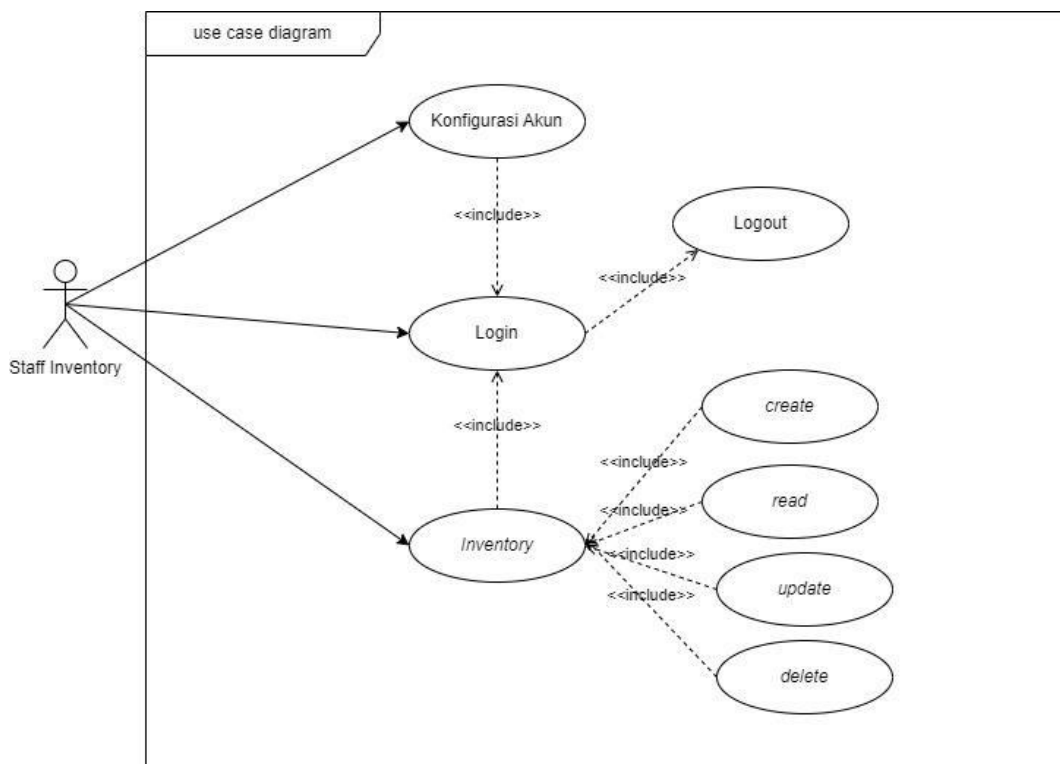 use case diagram
Konfigurasi Akun
<<include>>
Logout
<<include>>
Login
Staff Inventory
<<include>>
create
<<include>>
read
<<include>>
Inventory
<<include>>
update
<<include>>
delete